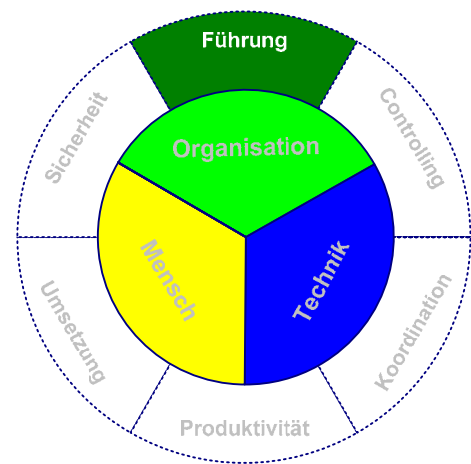 Führung
Sicherheit
Controlling
Organisation
Mensch
Technik
Umsetzung
Koordination
Produktivität